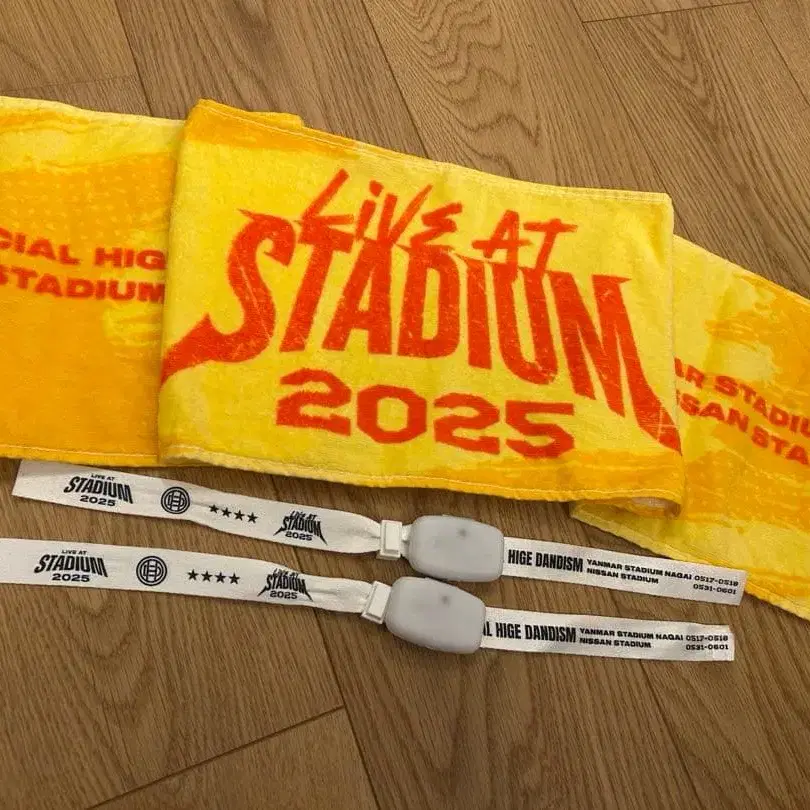 CIAL HIG
STADIUM
LiVE AT
STADIUM
2025
AR STADIU
SSAN STA
LIVE AT
STADIUM
2025
★★★★
LIVE AT
STADIUM
2025
HIGE DANDISM
YANMAR STADIUM NAGAI 0517-0518
NISSAN STADIUM 0531-0601
LIVE AT
STADIUM
2025
★★★★
LIVE AT
STADIUM
2025
AL HIGE DANDISM
YANMAR STADIUM NAGAI 0517-0518
NISSAN STADIUM 0531-0601